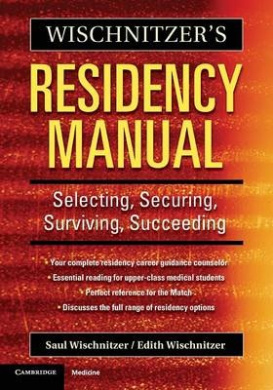 WISCHNITZER'S
RESIDENCY
MANUAL
Selecting, Securing,
Surviving, Succeeding
• Your complete residency career guidance counselor
• Essential reading for upper-class medical students
• Perfect reference for the Match
• Discusses the full range of residency options
Saul Wischnitzer / Edith Wischnitzer
CAMBRIDGE Medicine